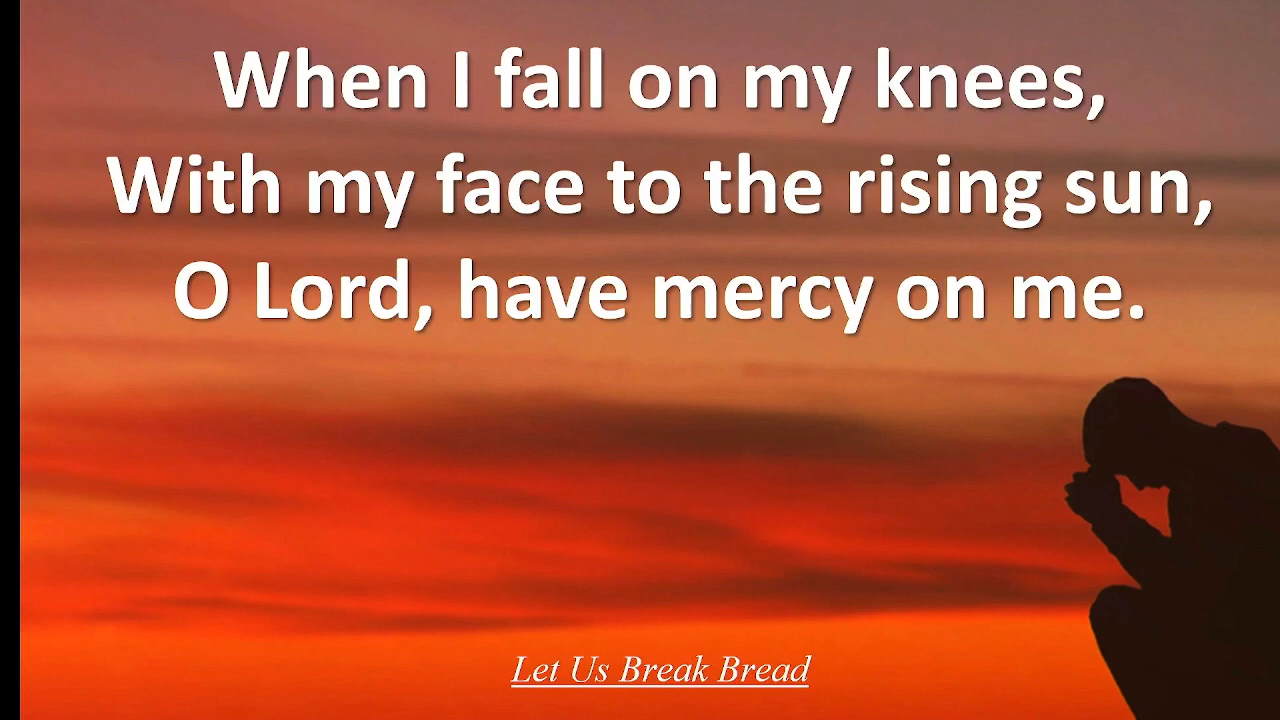 When I fall on my knees,
With my face to the rising sun,
O Lord, have mercy on me.
Let Us Break Bread